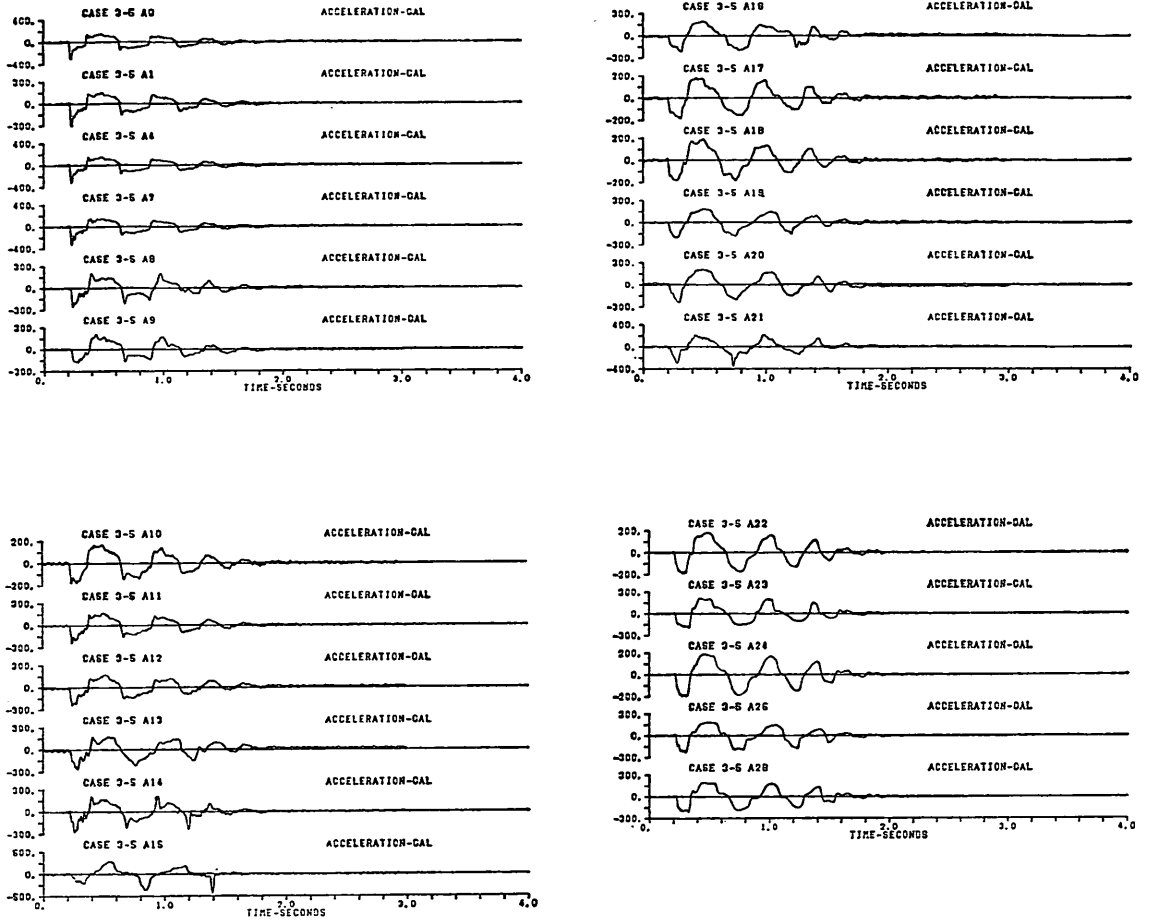 CASE 3-5 A0 ACCELERATION-GAL
400.
0.
-400.
CASE 3-5 A1 ACCELERATION-GAL
300.
0.
-300.
CASE 3-5 A4 ACCELERATION-GAL
400.
0.
-400.
CASE 3-5 A7 ACCELERATION-GAL
400.
0.
-400.
CASE 3-5 A8 ACCELERATION-GAL
300.
0.
-300.
CASE 3-5 A9 ACCELERATION-GAL
300.
0.
-300.
0. 1.0 2.0 3.0 4.0
TIME-SECONDS
CASE 3-5 A16 ACCELERATION-GAL
300.
0.
-300.
CASE 3-5 A17 ACCELERATION-GAL
200.
0.
-200.
CASE 3-5 A18 ACCELERATION-GAL
200.
0.
-200.
CASE 3-5 A19 ACCELERATION-GAL
300.
0.
-300.
CASE 3-5 A20 ACCELERATION-GAL
300.
0.
-300.
CASE 3-5 A21 ACCELERATION-GAL
400.
0.
-400.
0. 1.0 2.0 3.0 4.0
TIME-SECONDS
CASE 3-5 A10 ACCELERATION-GAL
200.
0.
-200.
CASE 3-5 A11 ACCELERATION-GAL
300.
0.
-300.
CASE 3-5 A12 ACCELERATION-GAL
300.
0.
-300.
CASE 3-5 A13 ACCELERATION-GAL
300.
0.
-300.
CASE 3-5 A14 ACCELERATION-GAL
300.
0.
-300.
CASE 3-5 A15 ACCELERATION-GAL
500.
0.
-500.
0. 1.0 2.0 3.0 4.0
TIME-SECONDS
CASE 3-5 A22 ACCELERATION-GAL
200.
0.
-200.
CASE 3-5 A23 ACCELERATION-GAL
300.
0.
-300.
CASE 3-5 A24 ACCELERATION-GAL
200.
0.
-200.
CASE 3-5 A26 ACCELERATION-GAL
300.
0.
-300.
CASE 3-5 A28 ACCELERATION-GAL
300.
0.
-300.
0. 1.0 2.0 3.0 4.0
TIME-SECONDS